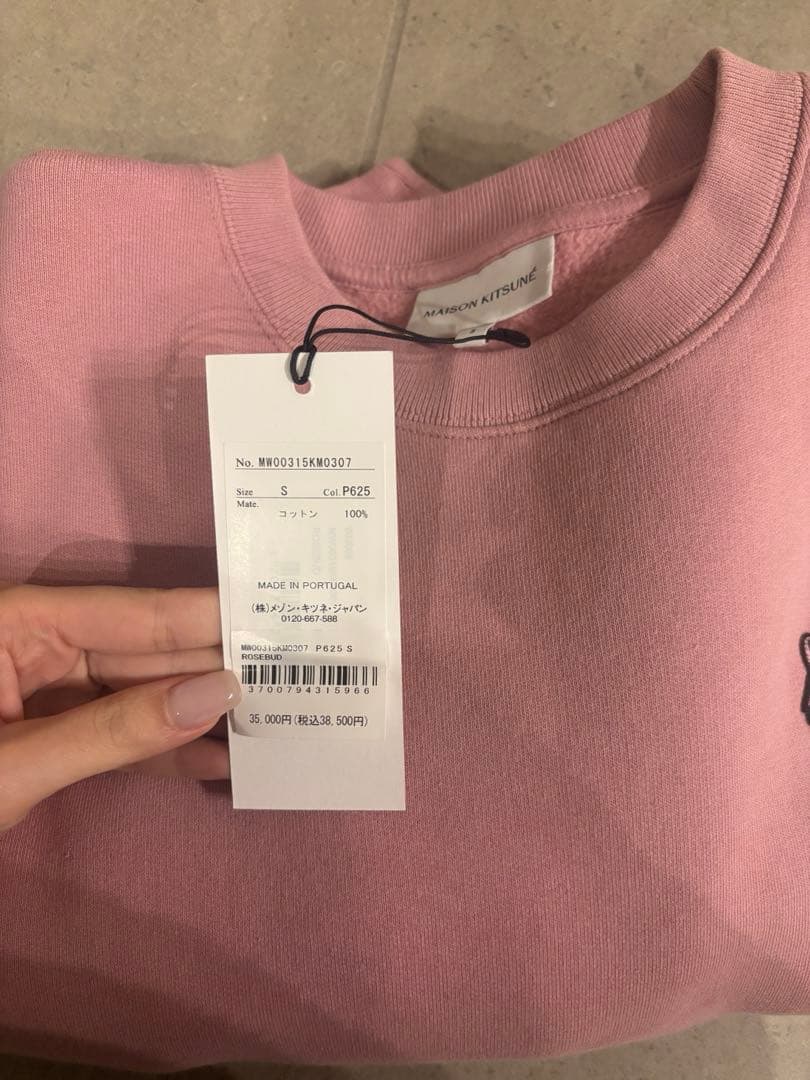 MAISON KITSUNÉ
S
No. MW00315KM0307
Size S Col. P625
Mate.
コットン 100%
MADE IN PORTUGAL
(株)メゾン・キツネ・ジャパン
0120-667-588
MW00315KM0307 P625 S
ROSEBUD
3700794315966
35,000円(税込38,500円)